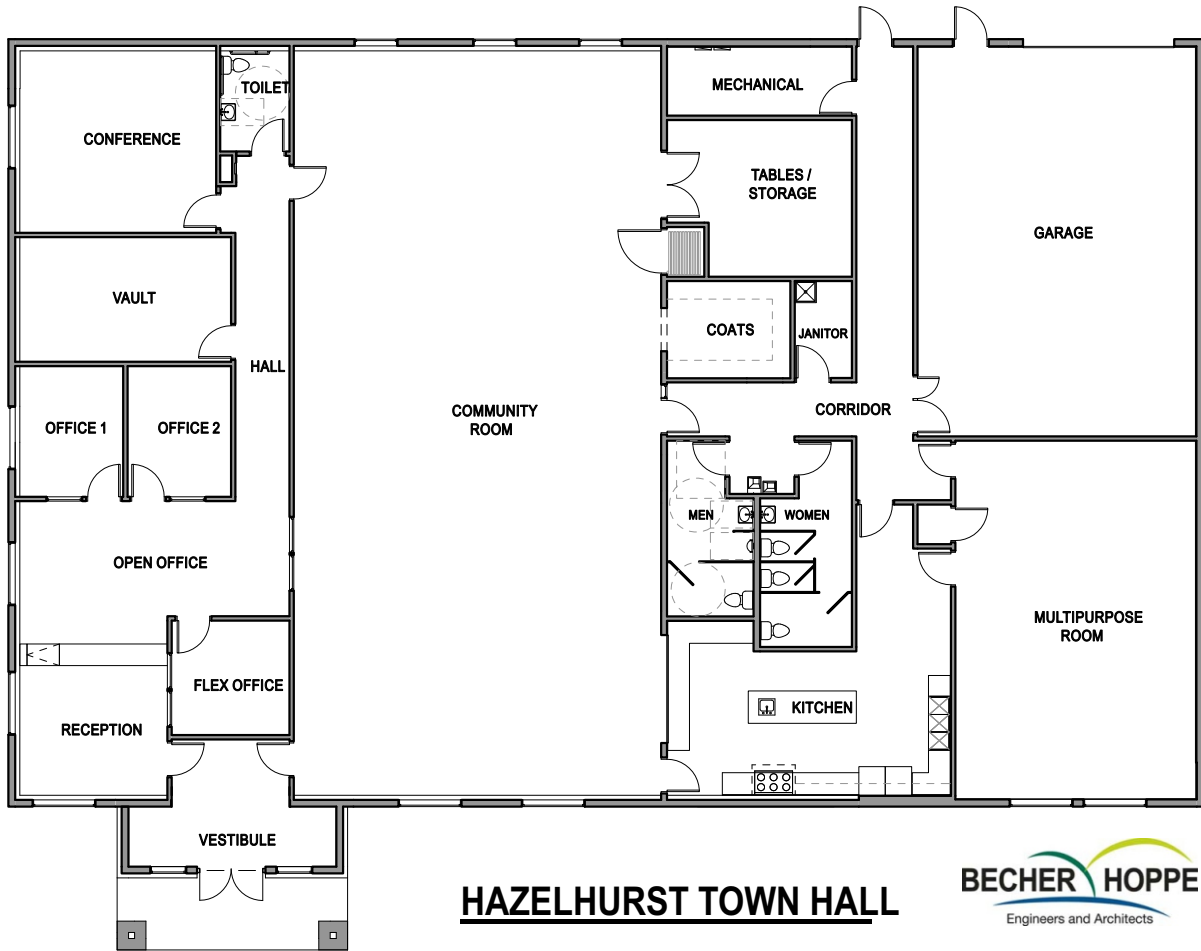 TOILET
MECHANICAL
CONFERENCE
TABLES /
STORAGE
GARAGE
VAULT
COATS
JANITOR
HALL
COMMUNITY
ROOM
CORRIDOR
OFFICE 1
OFFICE 2
MEN
WOMEN
OPEN OFFICE
MULTIPURPOSE
ROOM
FLEX OFFICE
KITCHEN
RECEPTION
VESTIBULE
HAZELHURST TOWN HALL
BECHER HOPPE
Engineers and Architects